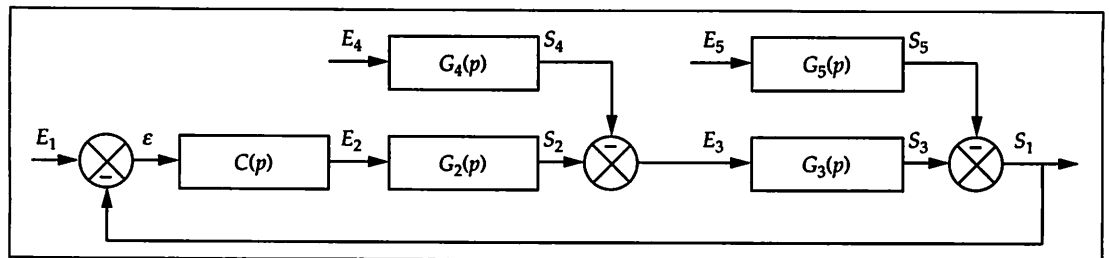 E₄ G₄(p) S₄ E₅ G₅(p) S₅
E₁ ε C(p) E₂ G₂(p) S₂ E₃ G₃(p) S₃ S₁